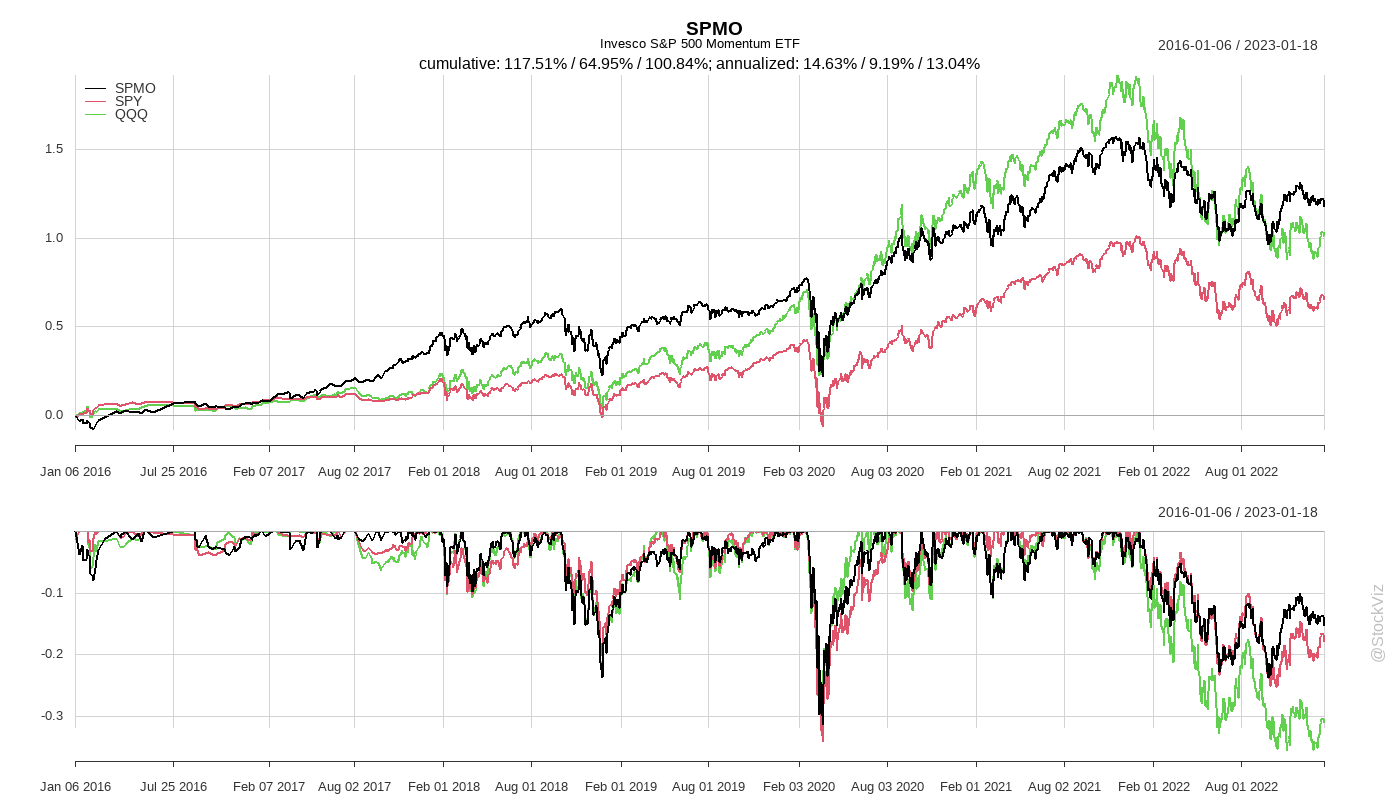 SPMO
Invesco S&P 500 Momentum ETF
2016-01-06 / 2023-01-18
cumulative: 117.51% / 64.95% / 100.84%; annualized: 14.63% / 9.19% / 13.04%
SPMO
SPY
QQQ
1.5
1.0
0.5
0.0
Jan 06 2016 Jul 25 2016 Feb 07 2017 Aug 02 2017 Feb 01 2018 Aug 01 2018 Feb 01 2019 Aug 01 2019 Feb 03 2020 Aug 03 2020 Feb 01 2021 Aug 02 2021 Feb 01 2022 Aug 01 2022
2016-01-06 / 2023-01-18
-0.1
-0.2
-0.3
Jan 06 2016 Jul 25 2016 Feb 07 2017 Aug 02 2017 Feb 01 2018 Aug 01 2018 Feb 01 2019 Aug 01 2019 Feb 03 2020 Aug 03 2020 Feb 01 2021 Aug 02 2021 Feb 01 2022 Aug 01 2022
@StockViz